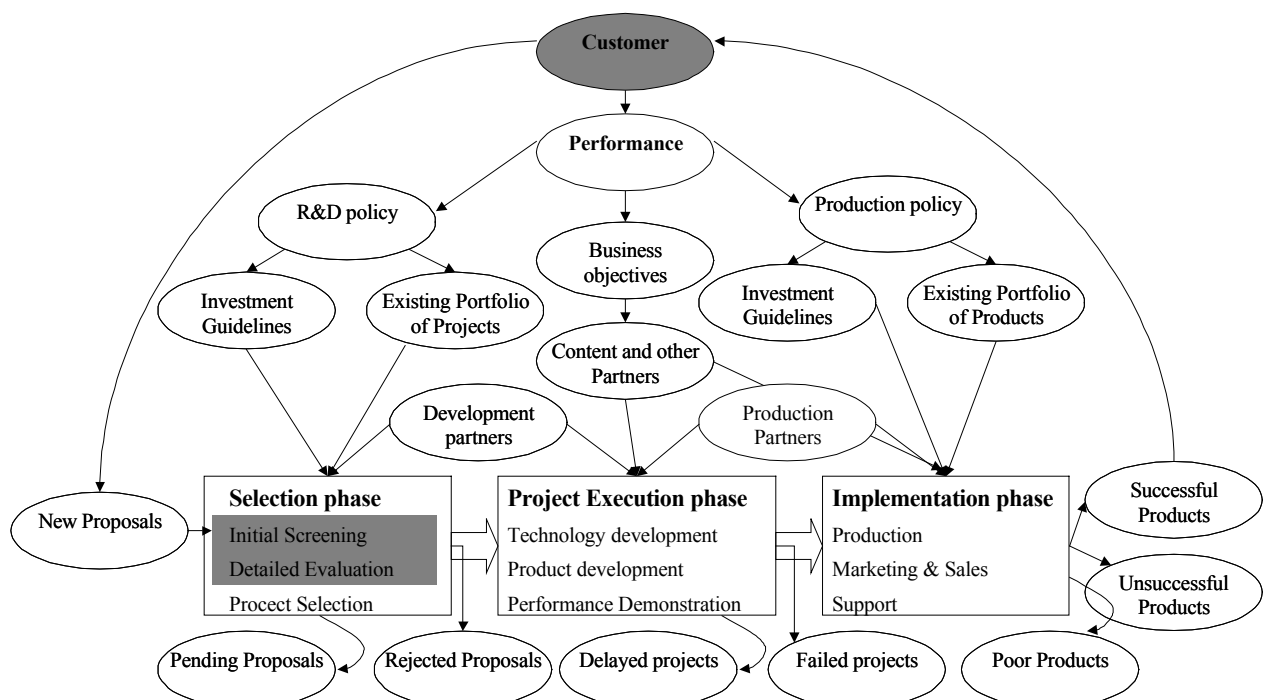 Customer
Performance
R&D policy
Production policy
Business
objectives
Investment
Guidelines
Existing Portfolio
of Projects
Investment
Guidelines
Existing Portfolio
of Products
Content and other
Partners
Development
partners
Production
Partners
New Proposals
Selection phase
Initial Screening
Detailed Evaluation
Procect Selection
Project Execution phase
Technology development
Product development
Performance Demonstration
Implementation phase
Production
Marketing & Sales
Support
Successful
Products
Unsuccessful
Products
Pending Proposals
Rejected Proposals
Delayed projects
Failed projects
Poor Products